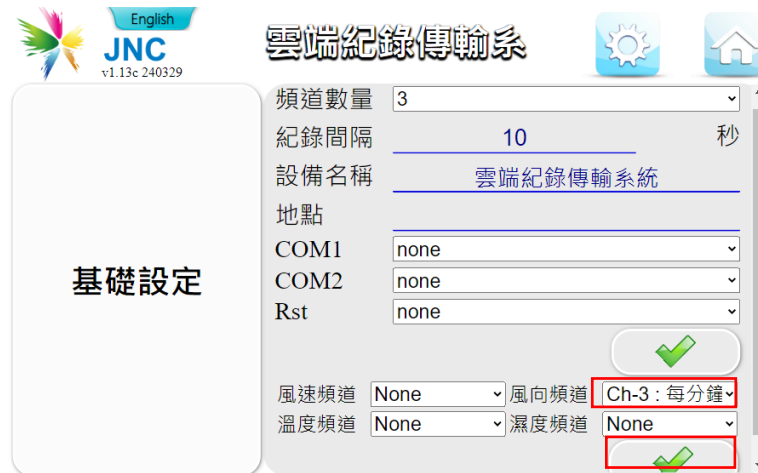 English
JNC
v1.13c 240329
雲端紀錄傳輸系
基礎設定
頻道數量 3
紀錄間隔 10 秒
設備名稱 雲端紀錄傳輸系統
地點
COM1 none
COM2 none
Rst none
風速頻道 None 風向頻道 Ch-3 : 每分鐘
溫度頻道 None 濕度頻道 None